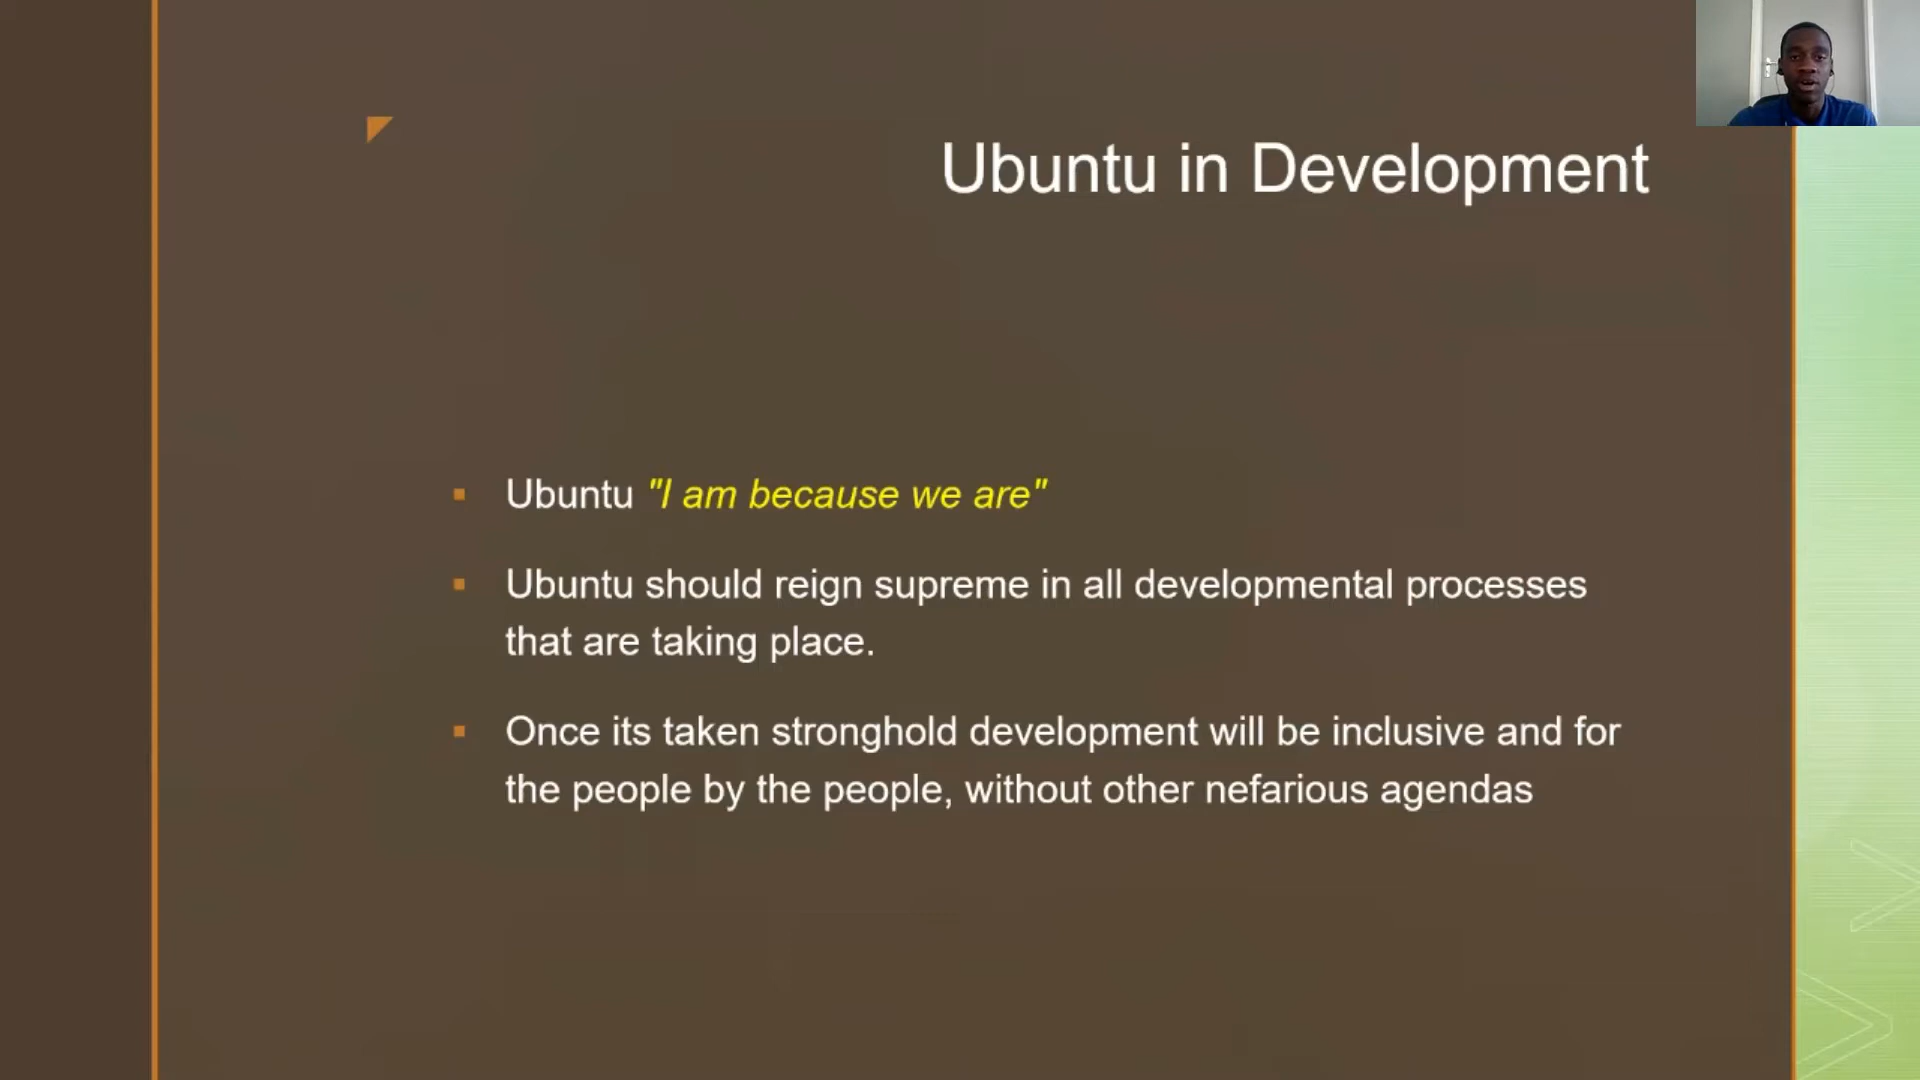 Ubuntu in Development
Ubuntu "I am because we are"
Ubuntu should reign supreme in all developmental processes
that are taking place.
Once its taken stronghold development will be inclusive and for
the people by the people, without other nefarious agendas